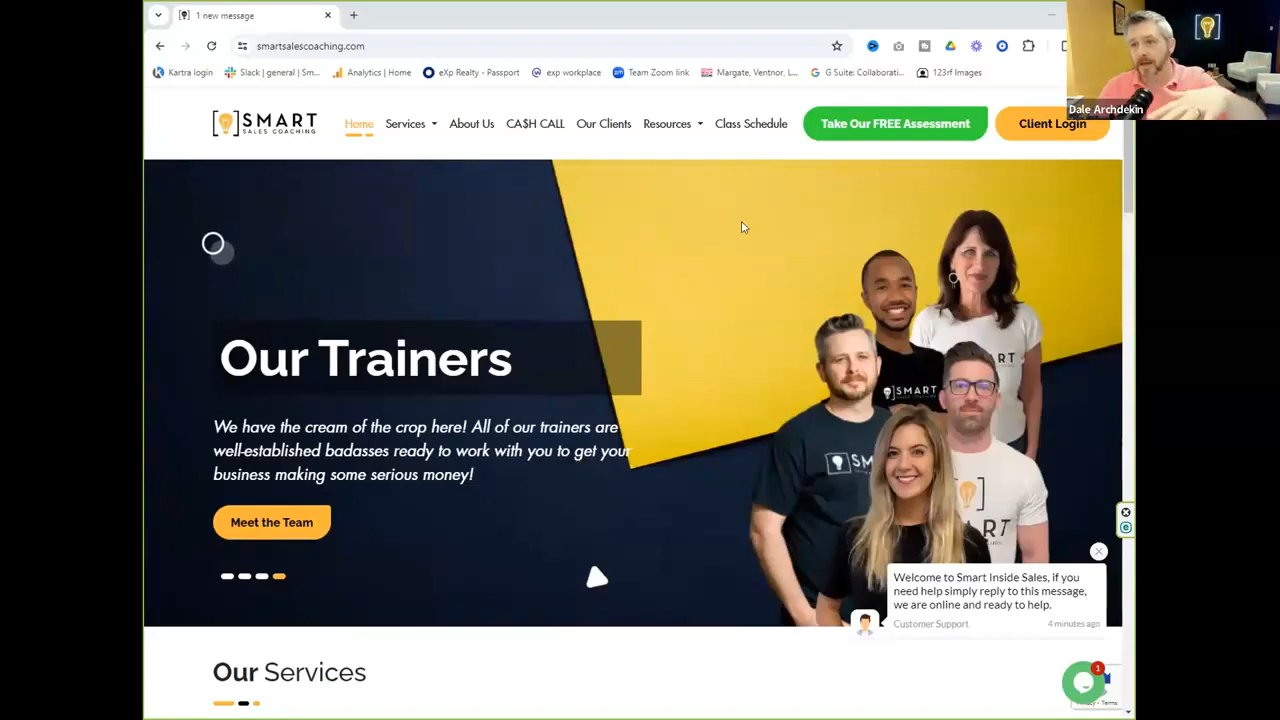 1 new message
smartsalescoaching.com
Kartra login
Slack | general | Sm...
Analytics | Home
eXp Realty - Passport
exp workplace
Team Zoom link
Margate, Ventnor, L...
G Suite: Collaborati...
123rf Images
Dale Archdekin
SMART
SALES COACHING
Home
Services
About Us
CA$H CALL
Our Clients
Resources
Class Schedule
Take Our FREE Assessment
Client Login
Our Trainers
We have the cream of the crop here! All of our trainers are
well-established badasses ready to work with you to get your
business making some serious money!
Meet the Team
SMART
SMART
Welcome to Smart Inside Sales, if you
need help simply reply to this message,
we are online and ready to help.
Customer Support
4 minutes ago
Our Services
1
Privacy - Terms